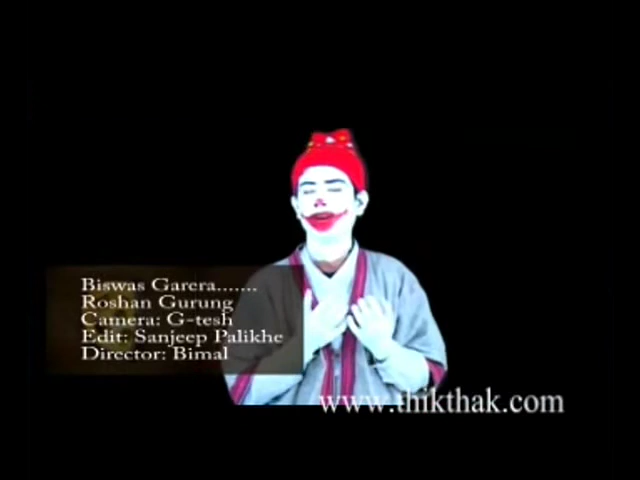 Biswas Garera.......
Roshan Gurung
Camera: G-tesh
Edit: Sanjeep Palikhe
Director: Bimal
www.thikthak.com